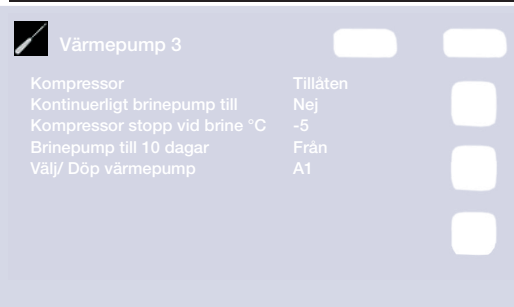 Värmepump 3
Kompressor Tillåten
Kontinuerligt brinepump till Nej
Kompressor stopp vid brine °C -5
Brinepump till 10 dagar Från
Välj/ Döp värmepump A1